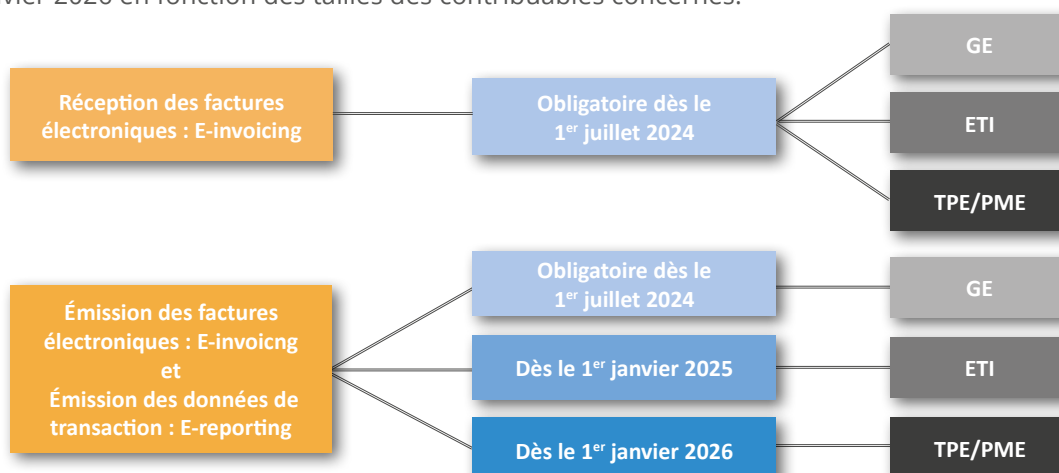 2026 en fonction des tailles des contribuables concernés.
GE
Réception des factures
électroniques : E-invoicing
Obligatoire dès le
1er juillet 2024
ETI
TPE/PME
Émission des factures
électroniques : E-invoicng
et
Émission des données de
transaction : E-reporting
Obligatoire dès le
1er juillet 2024
GE
Dès le 1er janvier 2025
ETI
Dès le 1er janvier 2026
TPE/PME